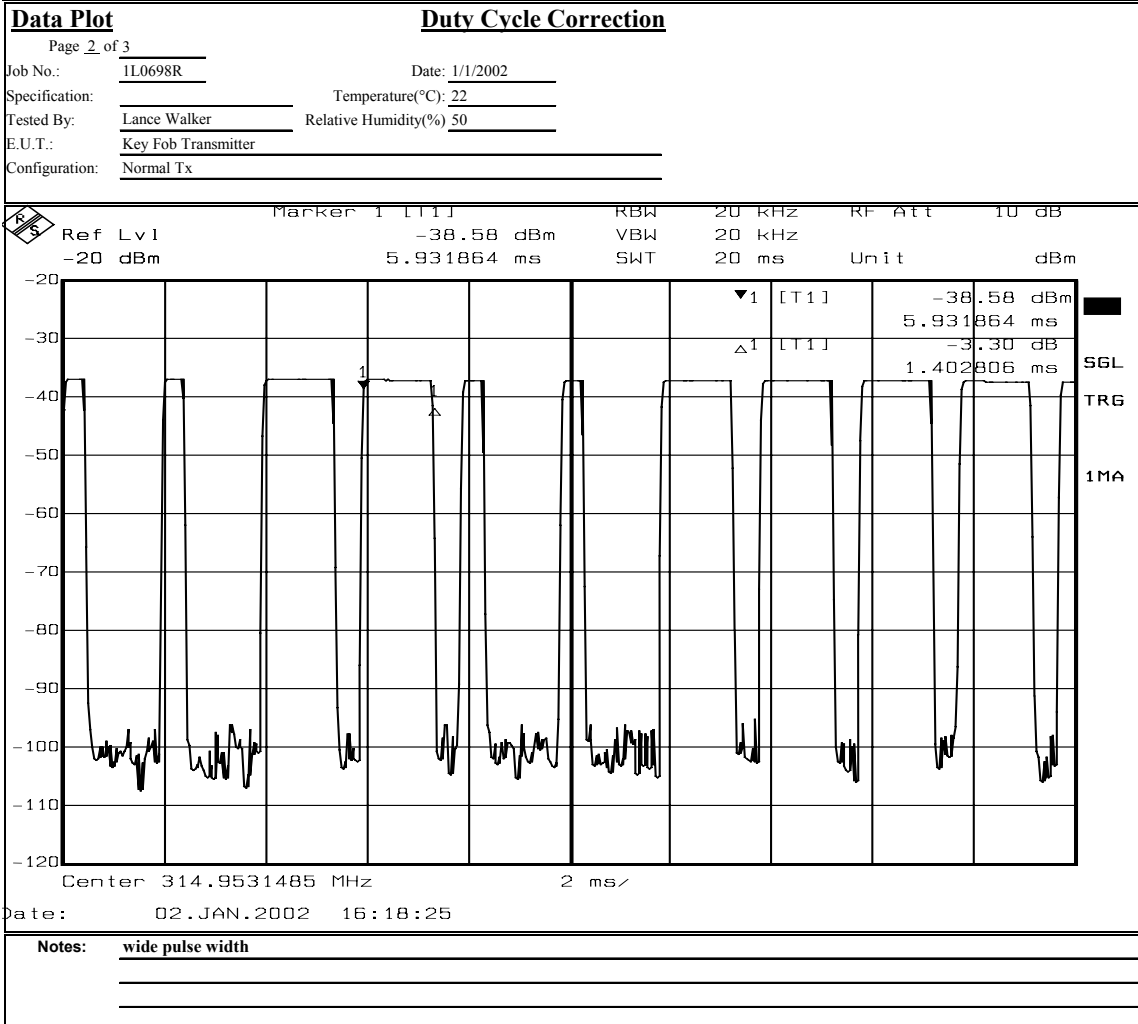 Data Plot Duty Cycle Correction
Page 2 of 3
Job No.: 1L0698R Date: 1/1/2002
Specification: Temperature(°C): 22
Tested By: Lance Walker Relative Humidity(%) 50
E.U.T.: Key Fob Transmitter
Configuration: Normal Tx
R S Marker 1 [T1] RBW 20 kHz RF Att 10 dB
Ref Lvl -38.58 dBm VBW 20 kHz
-20 dBm 5.931864 ms SWT 20 ms Unit dBm
-20
▼1 [T1] -38.58 dBm
5.931864 ms
-30
△1 [T1] -3.30 dB
1.402806 ms
SGL
1
1
-40
TRG
-50
1MA
-60
-70
-80
-90
-100
-110
-120
Center 314.9531485 MHz 2 ms/
Date: 02.JAN.2002 16:18:25
Notes: wide pulse width